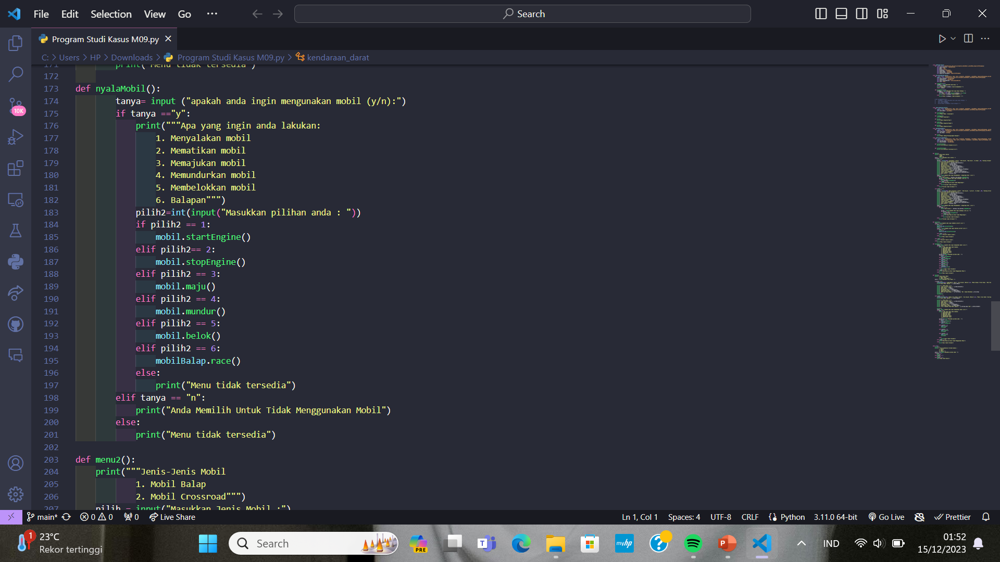 File Edit Selection View Go ··· Search
Program Studi Kasus M09.py
C: > Users > HP > Downloads > Program Studi Kasus M09.py > kendaraan_darat
171 print("Menu tidak tersedia")
172
173 def nyalaMobil():
174 tanya= input ("apakah anda ingin mengunakan mobil (y/n):")
175 if tanya =="y":
176 print("""Apa yang ingin anda lakukan:
177 1. Menyalakan mobil
178 2. Mematikan mobil
179 3. Memajukan mobil
180 4. Memundurkan mobil
181 5. Membelokkan mobil
182 6. Balapan""")
183 pilih2=int(input("Masukkan pilihan anda : "))
184 if pilih2 == 1:
185 mobil.startEngine()
186 elif pilih2== 2:
187 mobil.stopEngine()
188 elif pilih2 == 3:
189 mobil.maju()
190 elif pilih2 == 4:
191 mobil.mundur()
192 elif pilih2 == 5:
193 mobil.belok()
194 elif pilih2 == 6:
195 mobilBalap.race()
196 else:
197 print("Menu tidak tersedia")
198 elif tanya == "n":
199 print("Anda Memilih Untuk Tidak Menggunakan Mobil")
200 else:
201 print("Menu tidak tersedia")
202
203 def menu2():
204 print("""Jenis-Jenis Mobil
205 1. Mobil Balap
206 2. Mobil Crossroad""")
207 pilih = input("Masukkan Jenis Mobil :")
10K
main* 0 0 0 Live Share Ln 1, Col 1 Spaces: 4 UTF-8 CRLF Python 3.11.0 64-bit Go Live Prettier
1 23°C
Rekor tertinggi
Search
PRE
T
myhp
?
P
IND
01:52
15/12/2023